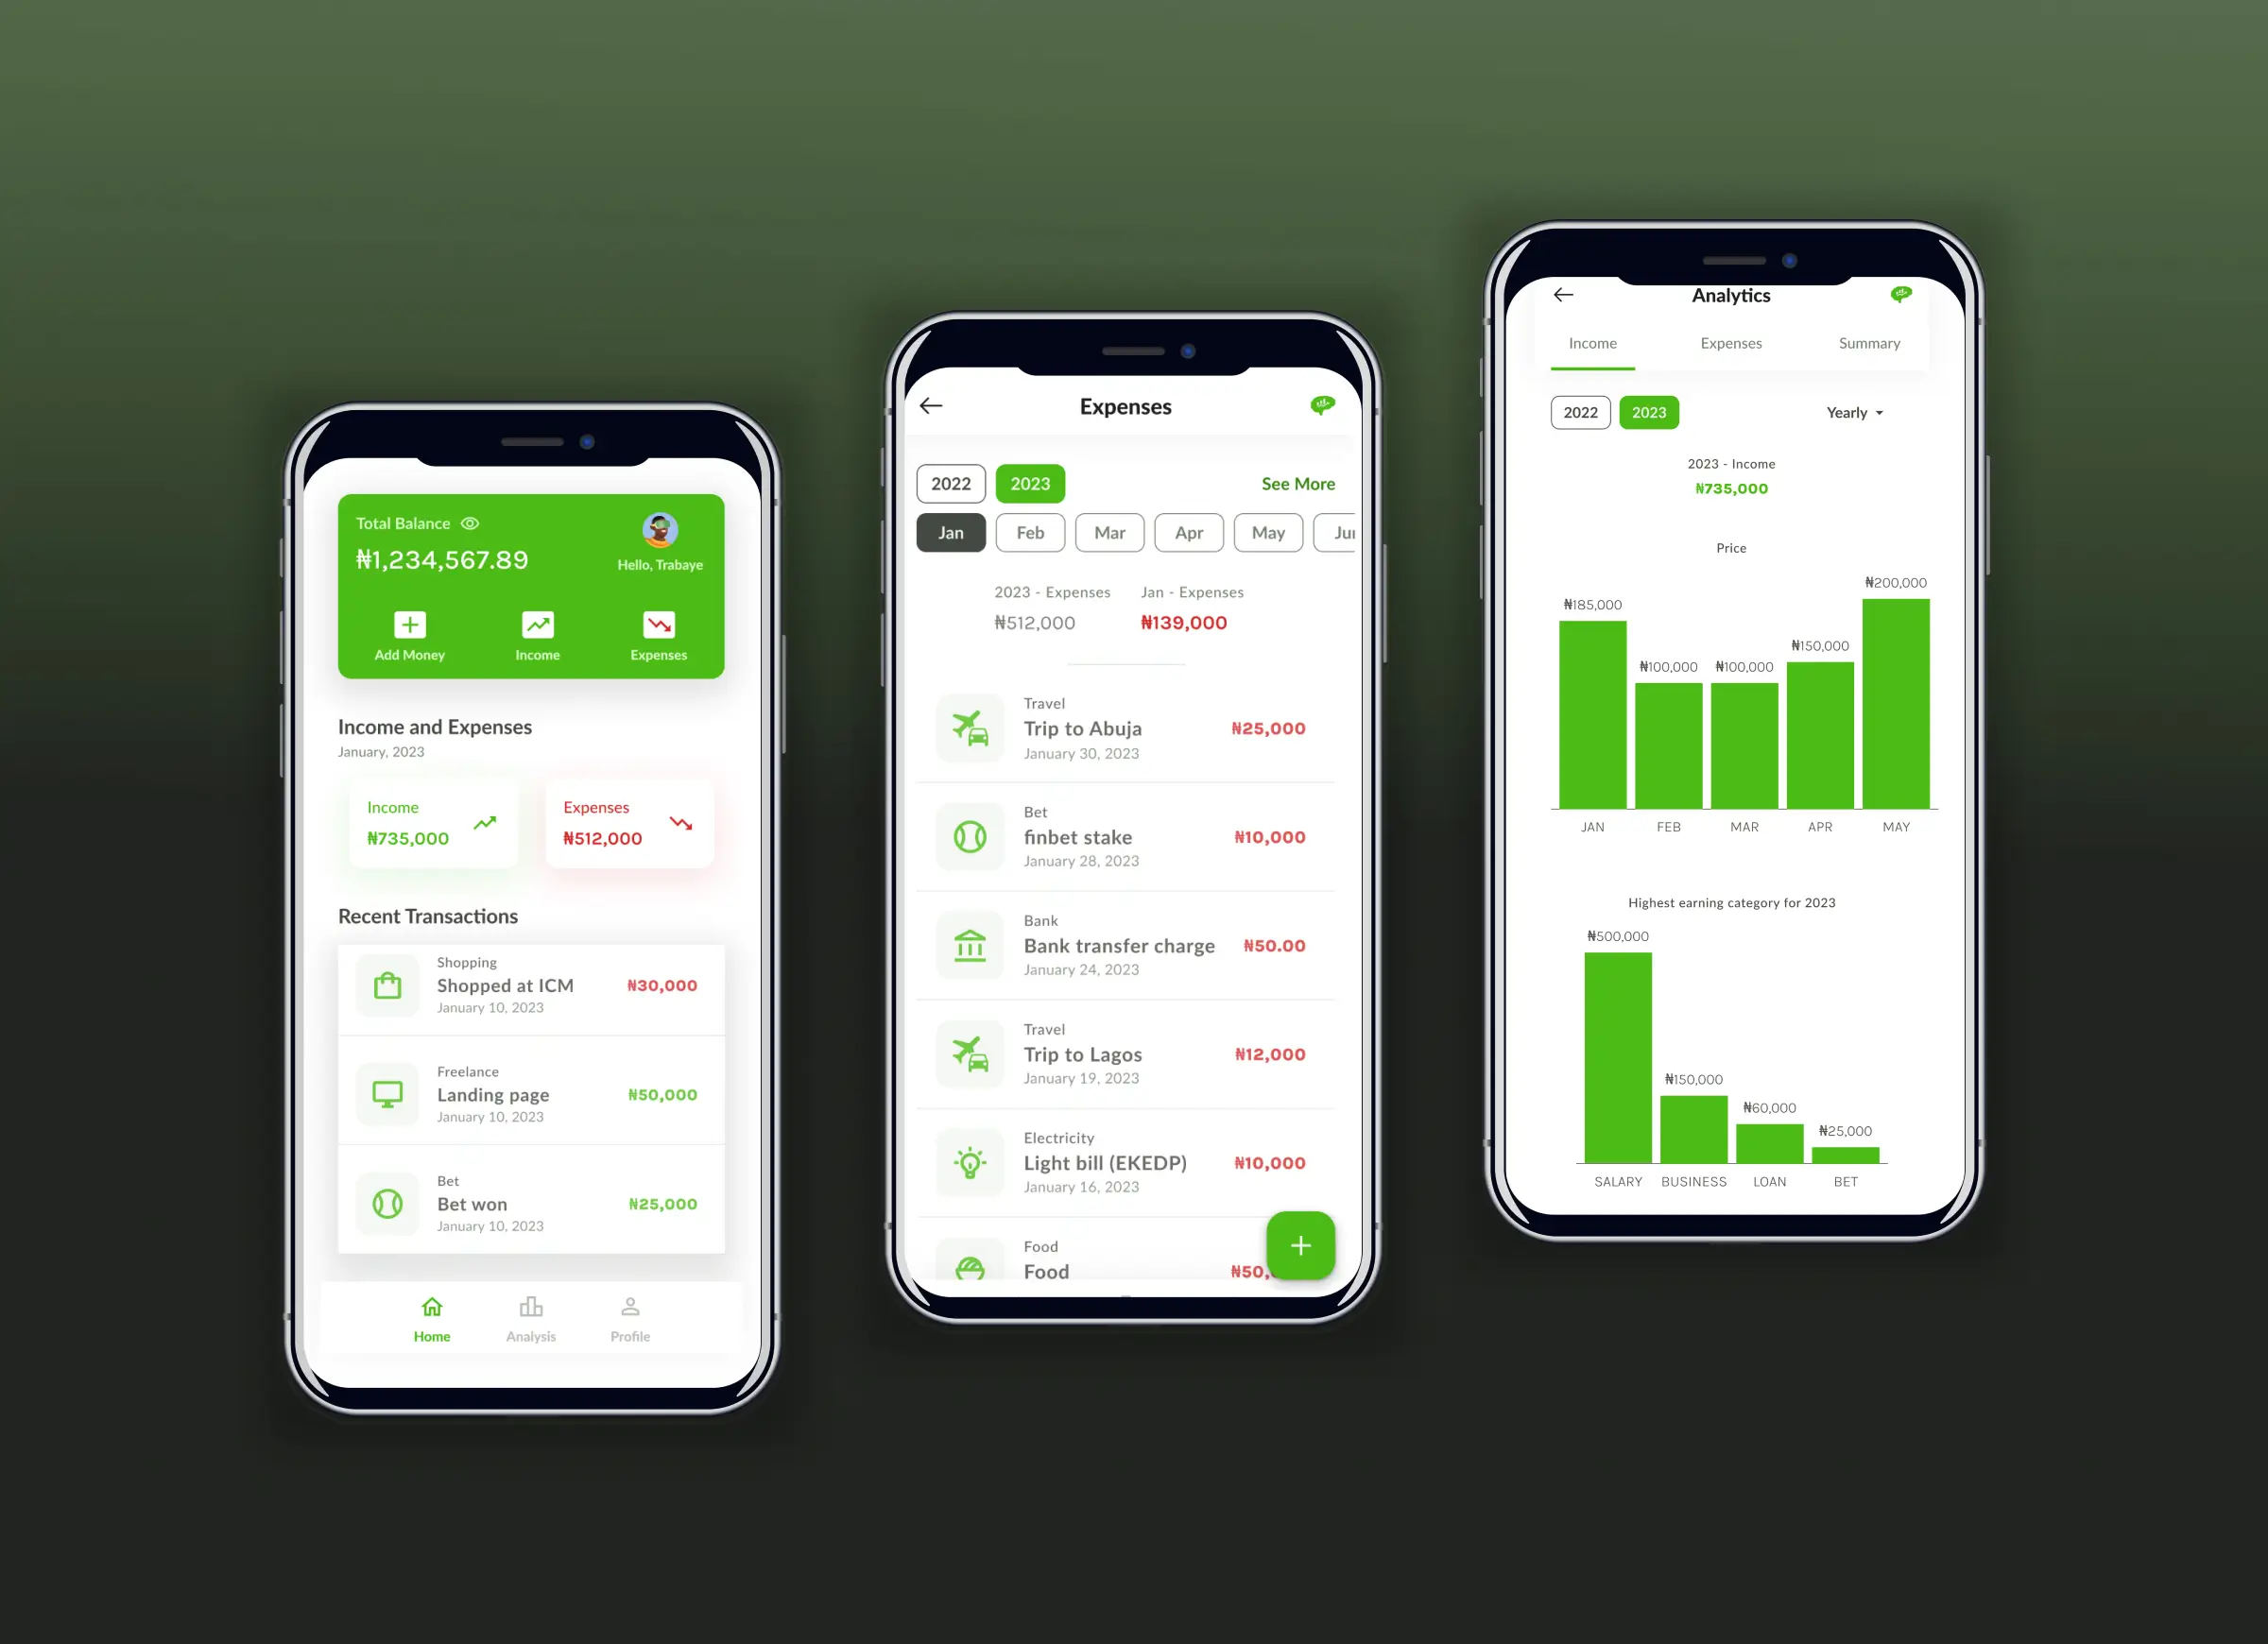 Total Balance
₦1,234,567.89
Hello, Trabaye
Add Money
Income
Expenses
Income and Expenses
January, 2023
Income
₦735,000
Expenses
₦512,000
Recent Transactions
Shopping
Shopped at ICM
January 10, 2023
₦30,000
Freelance
Landing page
January 10, 2023
₦50,000
Bet
Bet won
January 10, 2023
₦25,000
Home
Analysis
Profile
Expenses
2022
2023
See More
Jan
Feb
Mar
Apr
May
2023 - Expenses
₦512,000
Jan - Expenses
₦139,000
Travel
Trip to Abuja
January 30, 2023
₦25,000
Bet
finbet stake
January 28, 2023
₦10,000
Bank
Bank transfer charge
January 24, 2023
₦50.00
Travel
Trip to Lagos
January 19, 2023
₦12,000
Electricity
Light bill (EKEDP)
January 16, 2023
₦10,000
Food
Food
Analytics
Income
Expenses
Summary
2022
2023
Yearly
2023 - Income
₦735,000
Price
₦185,000
₦100,000
₦100,000
₦150,000
₦200,000
JAN
FEB
MAR
APR
MAY
Highest earning category for 2023
₦500,000
₦150,000
₦60,000
₦25,000
SALARY
BUSINESS
LOAN
BET